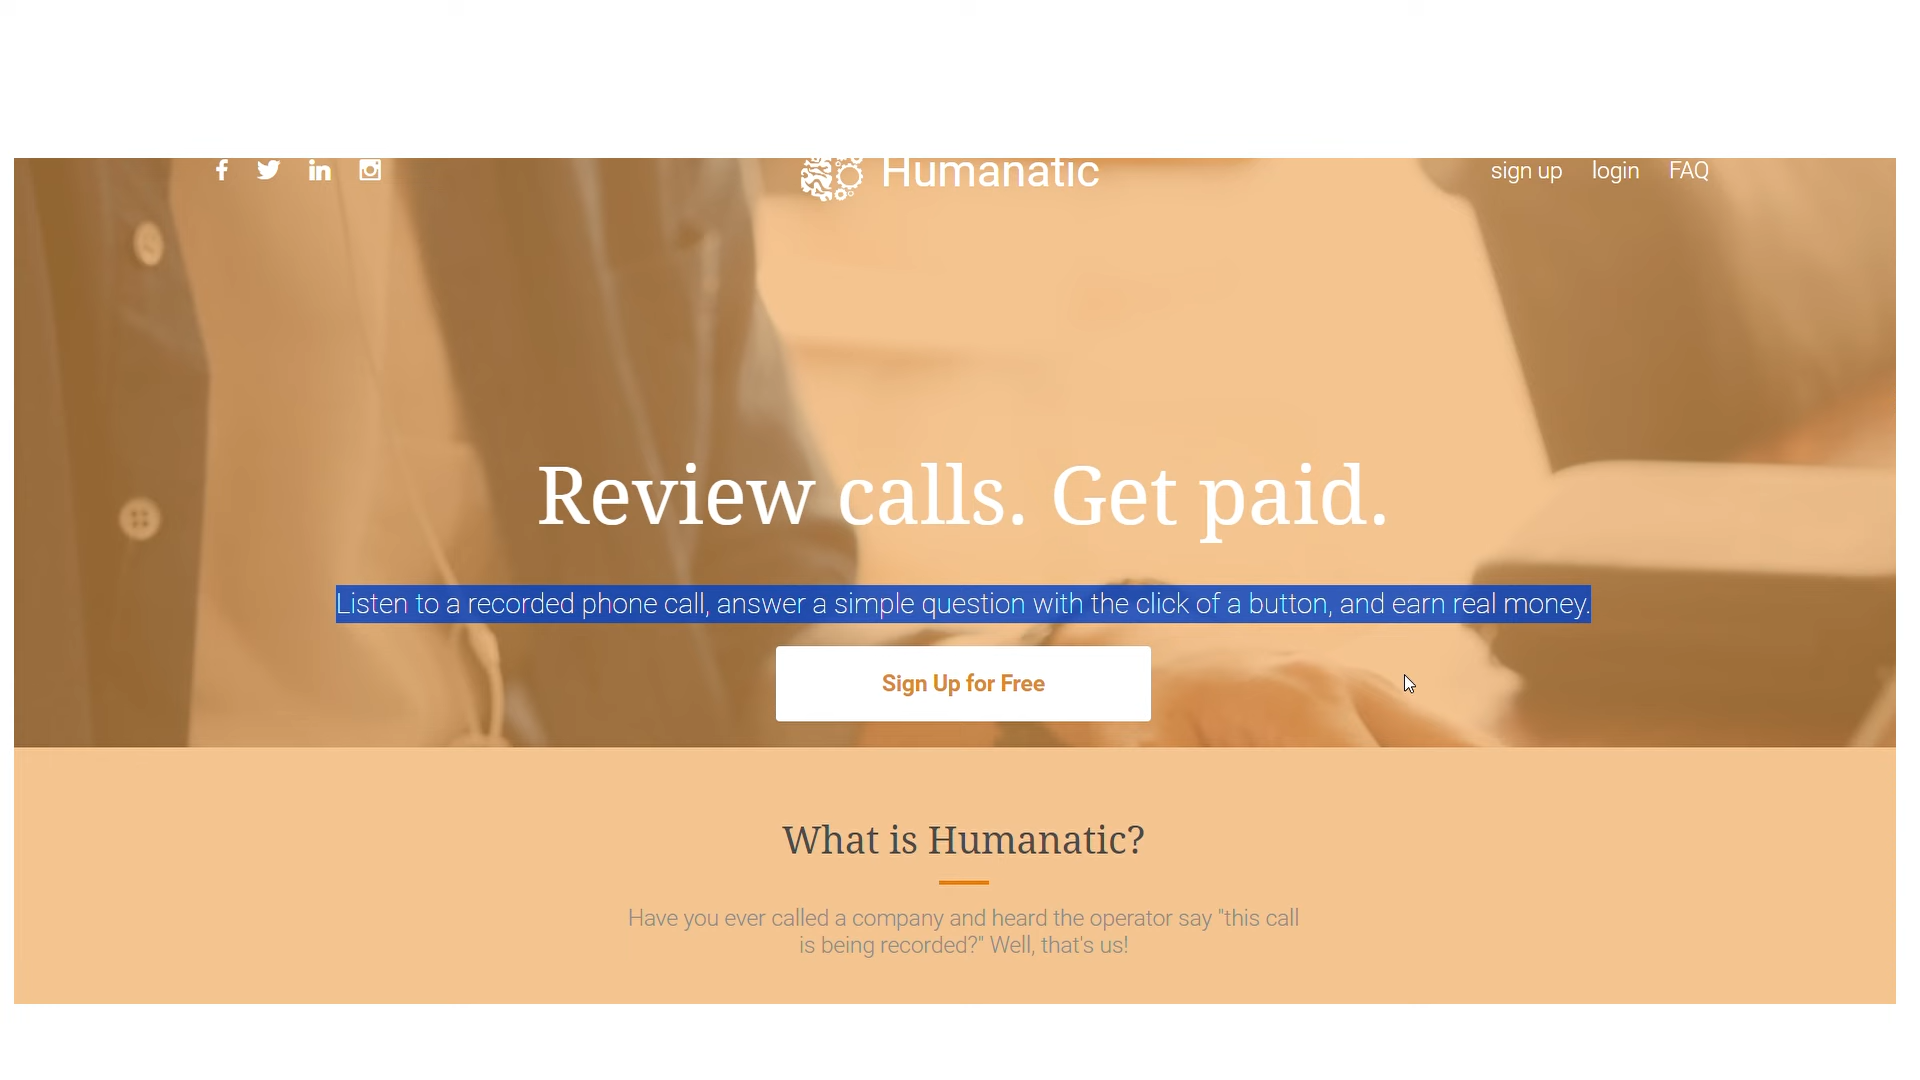 Humanatic
sign up login FAQ
Review calls. Get paid.
Listen to a recorded phone call, answer a simple question with the click of a button, and earn real money.
Sign Up for Free
What is Humanatic?
Have you ever called a company and heard the operator say "this call
is being recorded?" Well, that's us!